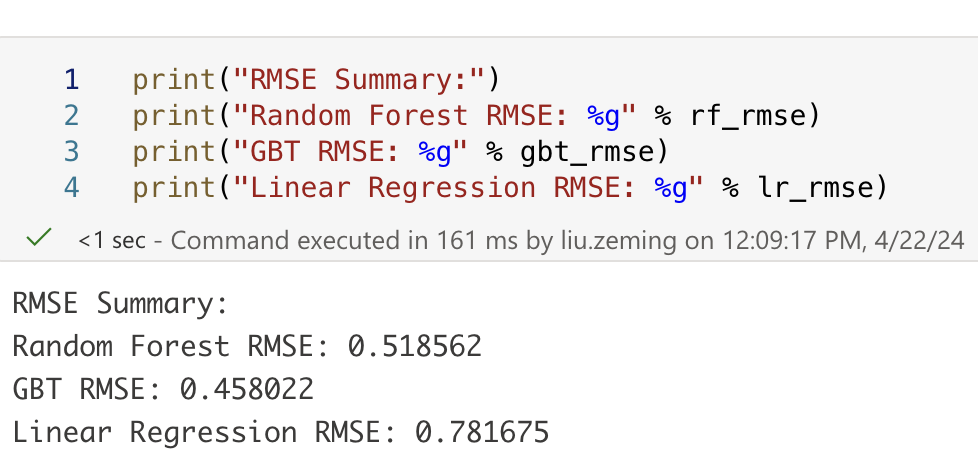 1 print("RMSE Summary:")
2 print("Random Forest RMSE: %g" % rf_rmse)
3 print("GBT RMSE: %g" % gbt_rmse)
4 print("Linear Regression RMSE: %g" % lr_rmse)
<1 sec - Command executed in 161 ms by liu.zeming on 12:09:17 PM, 4/22/24
RMSE Summary:
Random Forest RMSE: 0.518562
GBT RMSE: 0.458022
Linear Regression RMSE: 0.781675